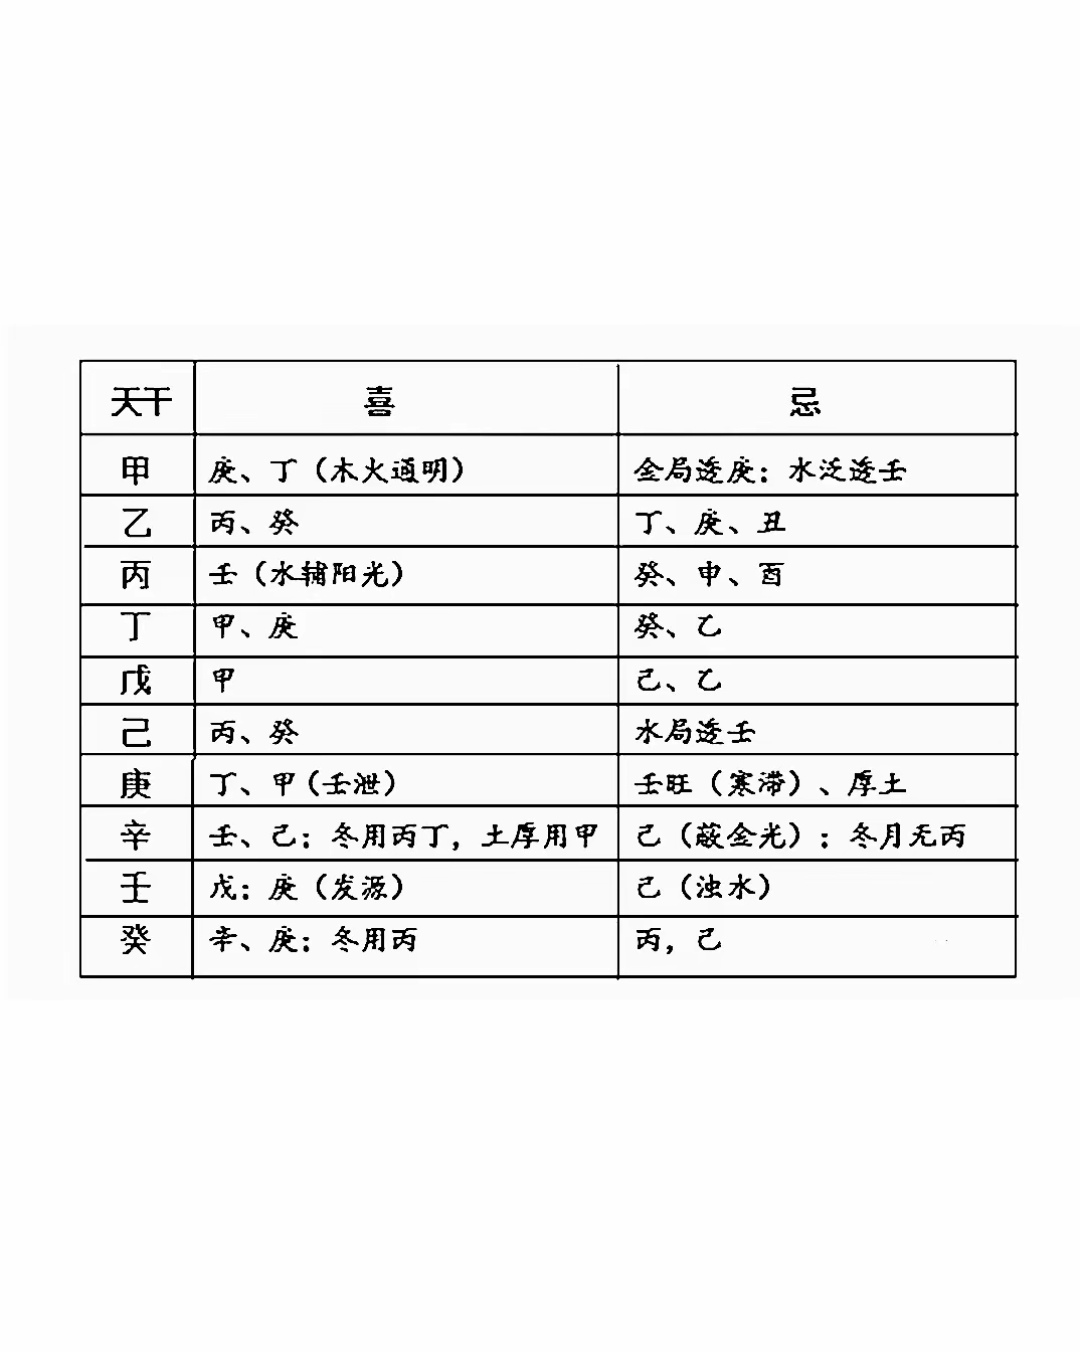 天干 喜 忌
甲 庚、丁（木火通明） 金局透庚；水泛透壬
乙 丙、癸 丁、庚、丑
丙 壬（水辅阳光） 癸、申、酉
丁 甲、庚 癸、乙
戊 甲 己、乙
己 丙、癸 水局透壬
庚 丁、甲（壬泄） 壬旺（寒滞）、厚土
辛 壬、己；冬用丙丁，土厚用甲 己（蔽金光）；冬月无丙
壬 戊；庚（发源） 己（浊水）
癸 辛、庚；冬用丙 丙，己